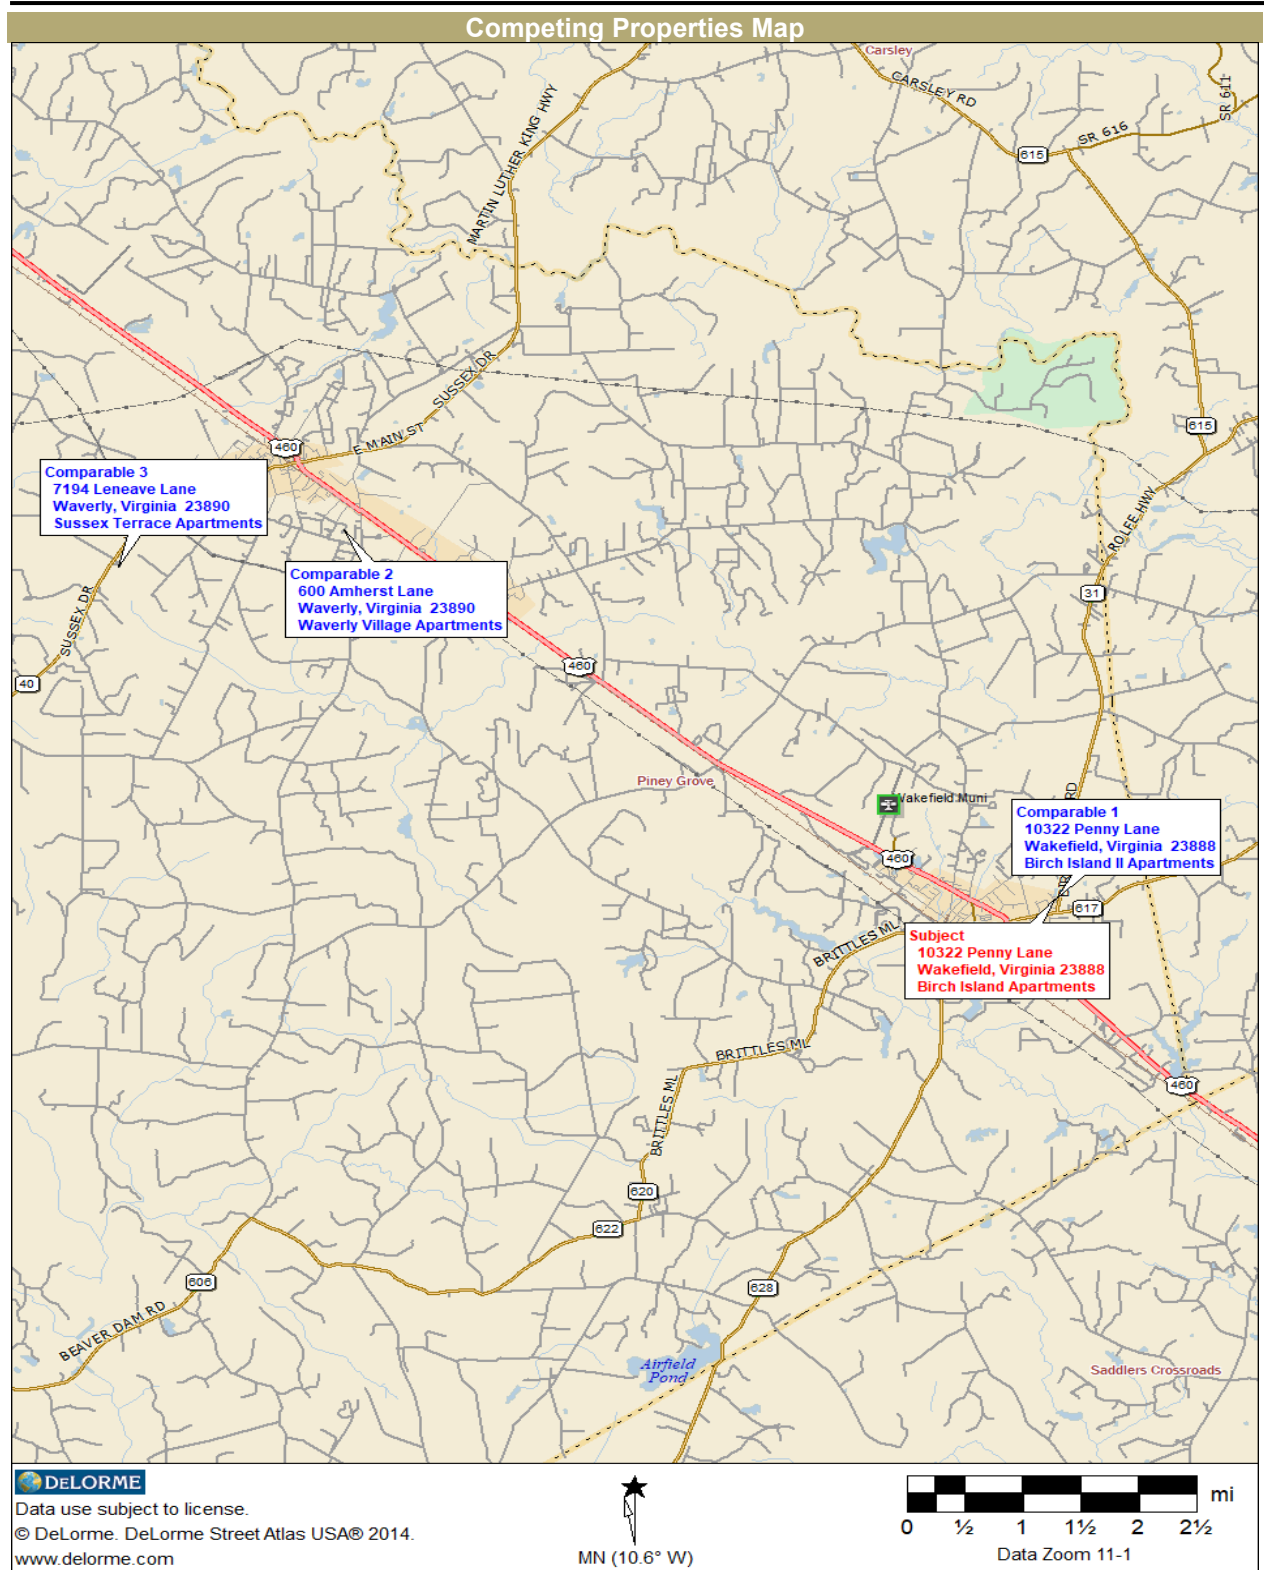 Competing Properties Map
Carsley
CARSLEY RD
SR 611
SR 616
615
MARTIN LUTHER KING HWY
SUSSEX DR
E MAIN ST
460
615
Comparable 3
7194 Leneave Lane
Waverly, Virginia 23890
Sussex Terrace Apartments
ROLFE HWY
Comparable 2
600 Amherst Lane
Waverly, Virginia 23890
Waverly Village Apartments
31
SUSSEX DR
40
460
Piney Grove
Wakefield Muni
RD
Comparable 1
10322 Penny Lane
Wakefield, Virginia 23888
Birch Island II Apartments
460
617
BRITTLES ML
Subject
10322 Penny Lane
Wakefield, Virginia 23888
Birch Island Apartments
BRITTLES ML
BRITTLES ML
460
620
622
606
628
BEAVER DAM RD
Airfield
Pond
Saddlers Crossroads
DELORME
Data use subject to license.
© DeLorme. DeLorme Street Atlas USA® 2014.
www.delorme.com
MN (10.6° W)
mi
0 ½ 1 1½ 2 2½
Data Zoom 11-1